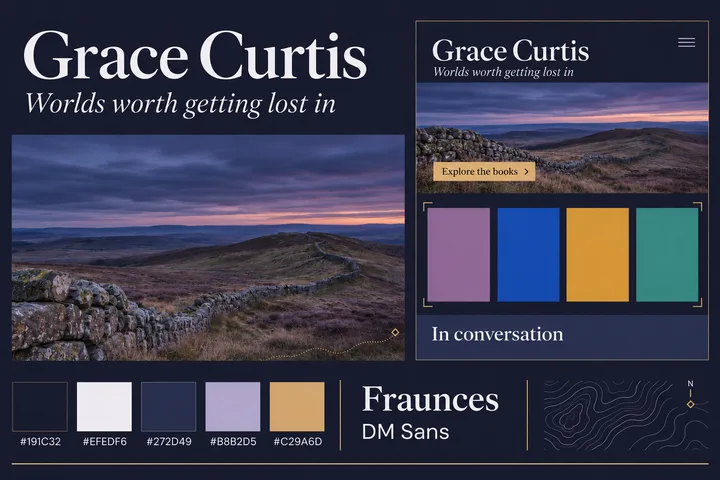 Grace Curtis
Worlds worth getting lost in
Grace Curtis
Worlds worth getting lost in
Explore the books
In conversation
#191C32
#EFEDF6
#272D49
#B8B2D5
#C29A6D
Fraunces
DM Sans
N